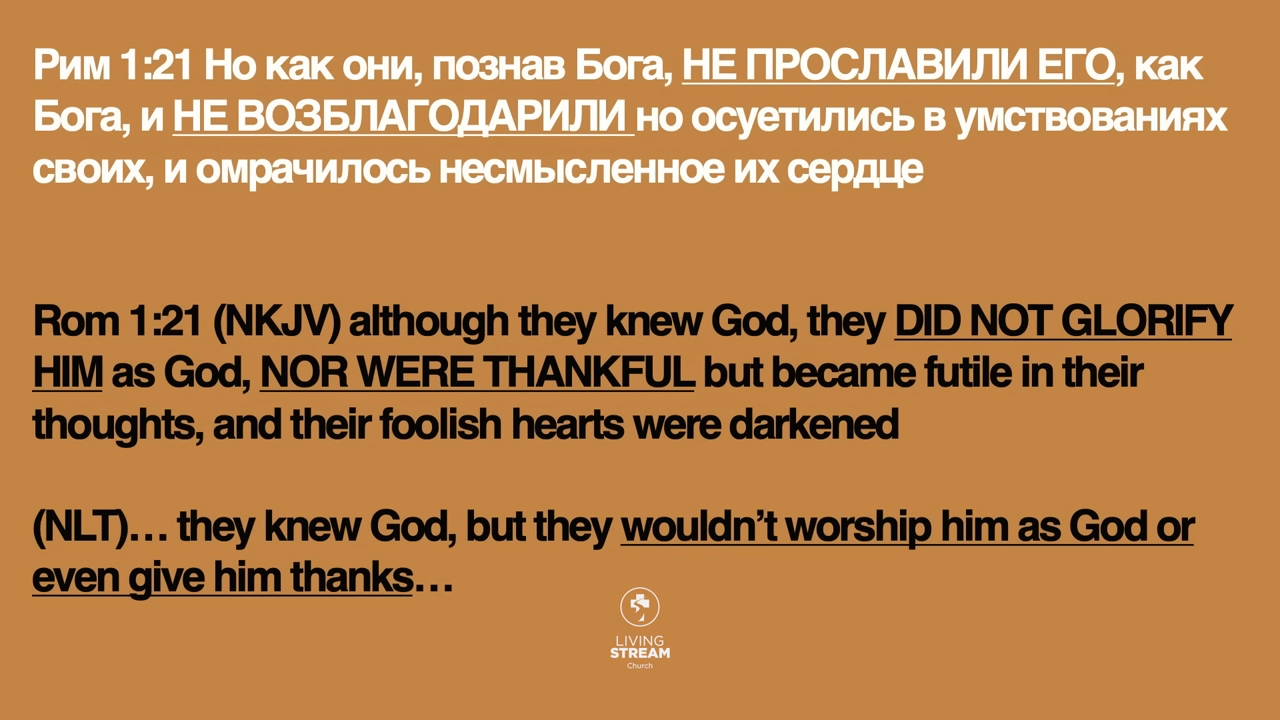 Рим 1:21 Но как они, познав Бога, НЕ ПРОСЛАВИЛИ ЕГО, как
Бога, и НЕ ВОЗБЛАГОДАРИЛИ но осуетились в умствованиях
своих, и омрачилось несмысленное их сердце
Rom 1:21 (NKJV) although they knew God, they DID NOT GLORIFY
HIM as God, NOR WERE THANKFUL but became futile in their
thoughts, and their foolish hearts were darkened
(NLT)… they knew God, but they wouldn’t worship him as God or
even give him thanks…
LIVING
STREAM
Church